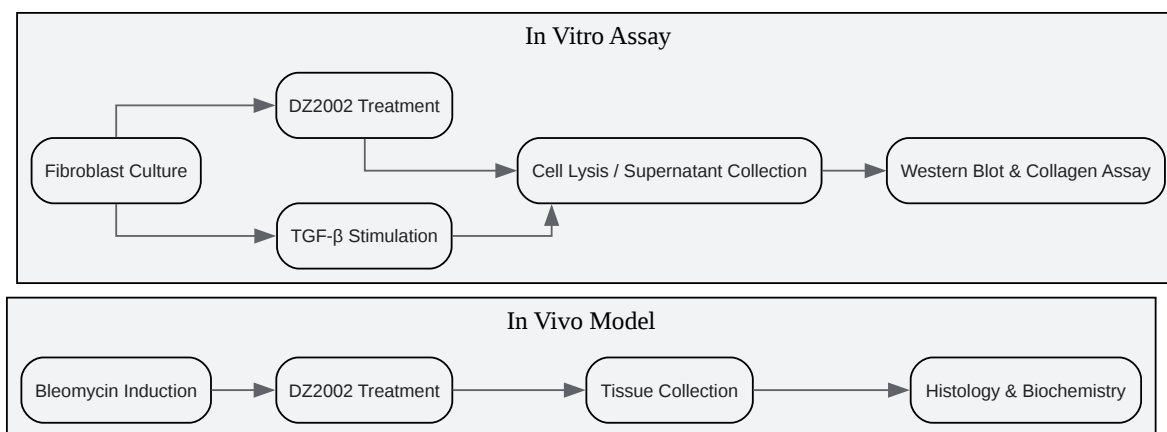 In Vitro Assay
DZ2002 Treatment
Fibroblast Culture
Cell Lysis / Supernatant Collection
Western Blot & Collagen Assay
TGF-β Stimulation
In Vivo Model
Bleomycin Induction
DZ2002 Treatment
Tissue Collection
Histology & Biochemistry